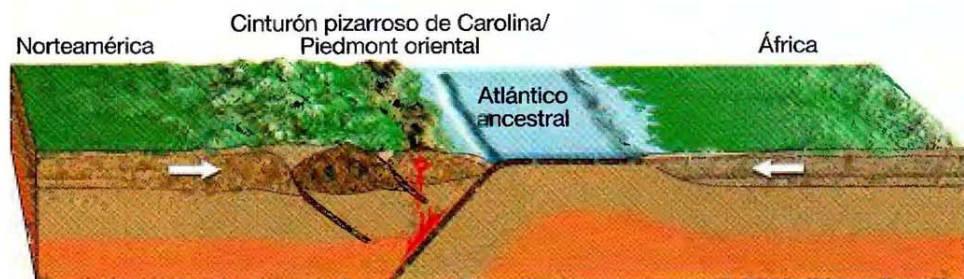 Norteamérica
Cinturón pizarroso de Carolina/
Piedmont oriental
África
Atlántico
ancestral